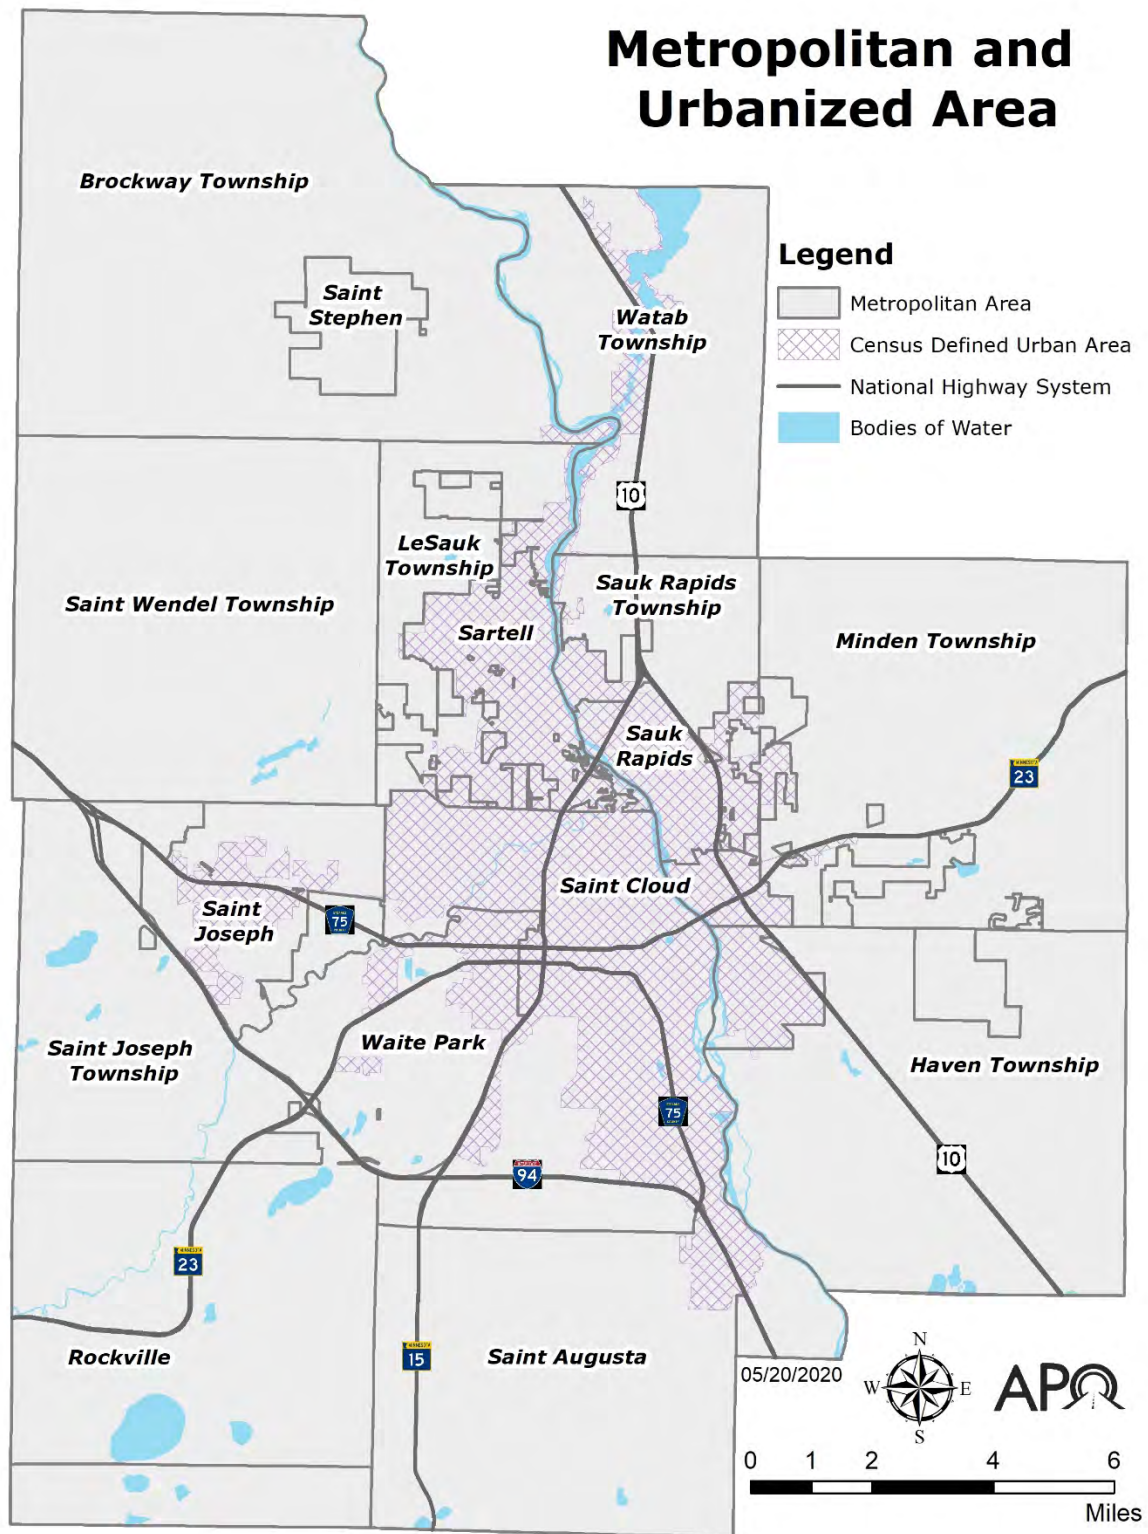 Metropolitan and
Urbanized Area
Brockway Township
Legend
Metropolitan Area
Census Defined Urban Area
National Highway System
Bodies of Water
Saint
Stephen
Watab
Township
10
LeSauk
Township
Sauk Rapids
Township
Saint Wendel Township
Sartell
Minden Township
Sauk
Rapids
23
Saint Cloud
Saint
Joseph
75
Waite Park
Saint Joseph
Township
Haven Township
75
10
94
23
Rockville
15
Saint Augusta
05/20/2020
N
W
E
S
APO
0 1 2 4 6
Miles